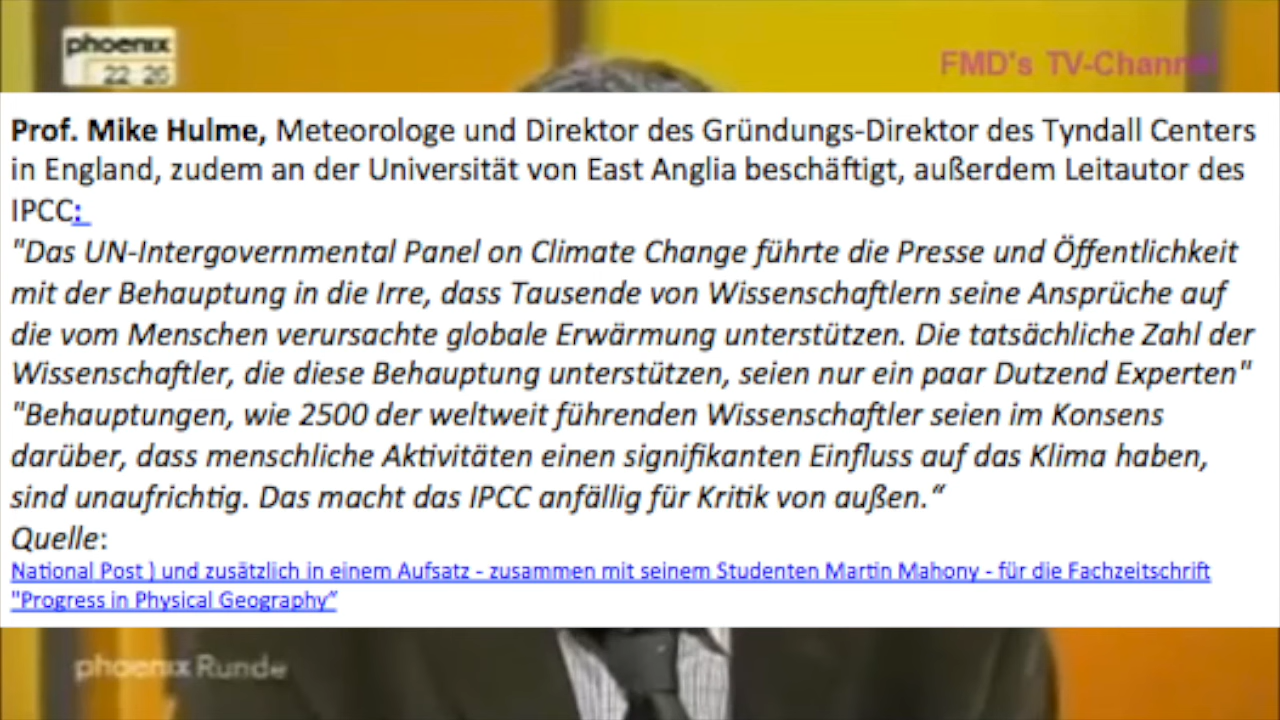 phoenix
22 26
FMD's TV-Channel
Prof. Mike Hulme, Meteorologe und Direktor des Gründungs-Direktor des Tyndall Centers
in England, zudem an der Universität von East Anglia beschäftigt, außerdem Leitautor des
IPCC:
"Das UN-Intergovernmental Panel on Climate Change führte die Presse und Öffentlichkeit
mit der Behauptung in die Irre, dass Tausende von Wissenschaftlern seine Ansprüche auf
die vom Menschen verursachte globale Erwärmung unterstützen. Die tatsächliche Zahl der
Wissenschaftler, die diese Behauptung unterstützen, seien nur ein paar Dutzend Experten"
"Behauptungen, wie 2500 der weltweit führenden Wissenschaftler seien im Konsens
darüber, dass menschliche Aktivitäten einen signifikanten Einfluss auf das Klima haben,
sind unaufrichtig. Das macht das IPCC anfällig für Kritik von außen.“
Quelle:
National Post ) und zusätzlich in einem Aufsatz - zusammen mit seinem Studenten Martin Mahony - für die Fachzeitschrift
"Progress in Physical Geography“
phoenix Runde